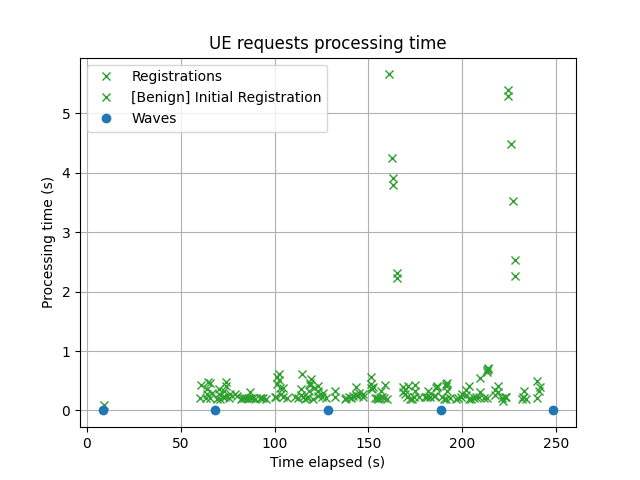 UE requests processing time
Registrations
[Benign] Initial Registration
Waves
Processing time (s)
5
4
3
2
1
0
0 50 100 150 200 250
Time elapsed (s)